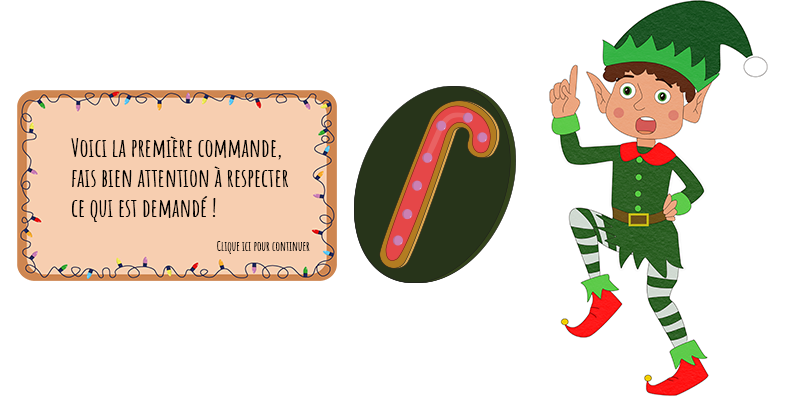 Voici la première commande,
fais bien attention à respecter
ce qui est demandé !
Clique ici pour continuer